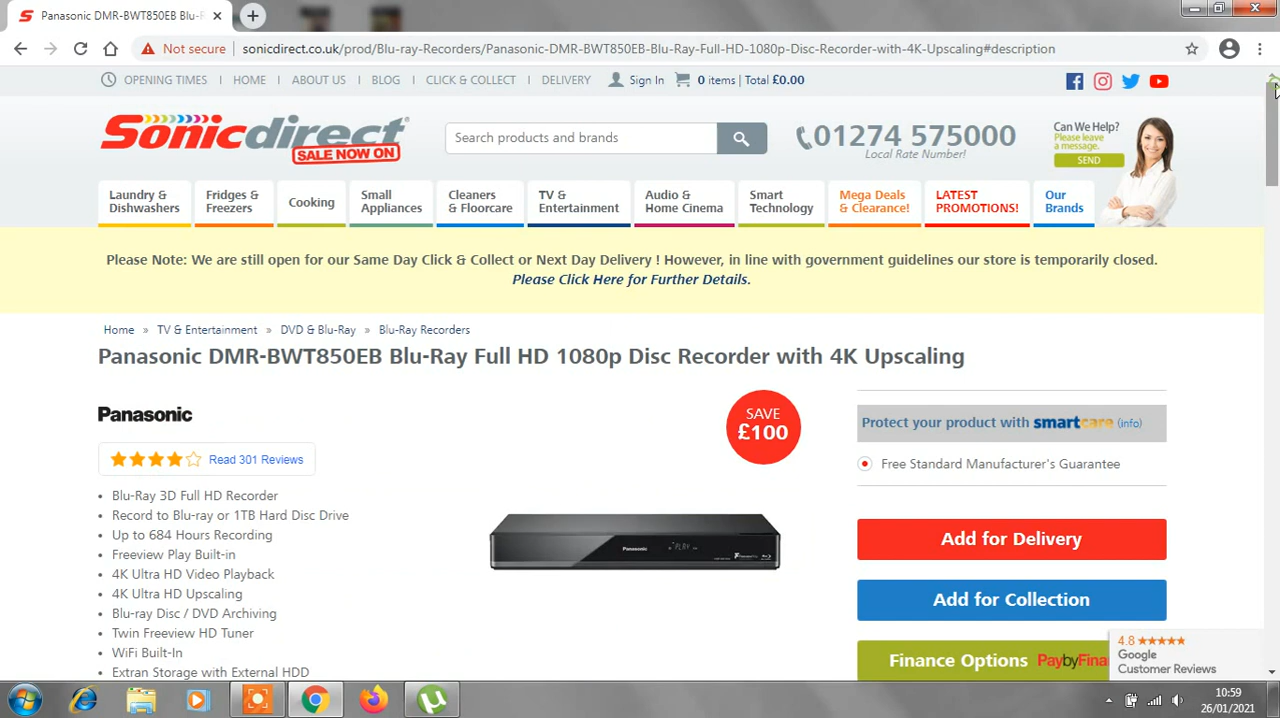 Panasonic DMR-BWT850EB Blu-R
Not secure sonicdirect.co.uk/prod/Blu-ray-Recorders/Panasonic-DMR-BWT850EB-Blu-Ray-Full-HD-1080p-Disc-Recorder-with-4K-Upscaling#description
OPENING TIMES | HOME | ABOUT US | BLOG | CLICK & COLLECT | DELIVERY Sign In 0 items | Total £0.00
Sonicdirect
SALE NOW ON
Search products and brands
01274 575000
Local Rate Number!
Can We Help?
Please leave
a message.
SEND
Laundry & Dishwashers
Fridges & Freezers
Cooking
Small Appliances
Cleaners & Floorcare
TV & Entertainment
Audio & Home Cinema
Smart Technology
Mega Deals & Clearance!
LATEST PROMOTIONS!
Our Brands
Please Note: We are still open for our Same Day Click & Collect or Next Day Delivery ! However, in line with government guidelines our store is temporarily closed.
Please Click Here for Further Details.
Home » TV & Entertainment » DVD & Blu-Ray » Blu-Ray Recorders
Panasonic DMR-BWT850EB Blu-Ray Full HD 1080p Disc Recorder with 4K Upscaling
Panasonic
Read 301 Reviews
• Blu-Ray 3D Full HD Recorder
• Record to Blu-ray or 1TB Hard Disc Drive
• Up to 684 Hours Recording
• Freeview Play Built-in
• 4K Ultra HD Video Playback
• 4K Ultra HD Upscaling
• Blu-ray Disc / DVD Archiving
• Twin Freeview HD Tuner
• WiFi Built-In
• Extran Storage with External HDD
SAVE
£100
Panasonic PLAY
Protect your product with smartcare (info)
Free Standard Manufacturer's Guarantee
Add for Delivery
Add for Collection
Finance Options PaybyFinan
4.8
Google
Customer Reviews
10:59
26/01/2021